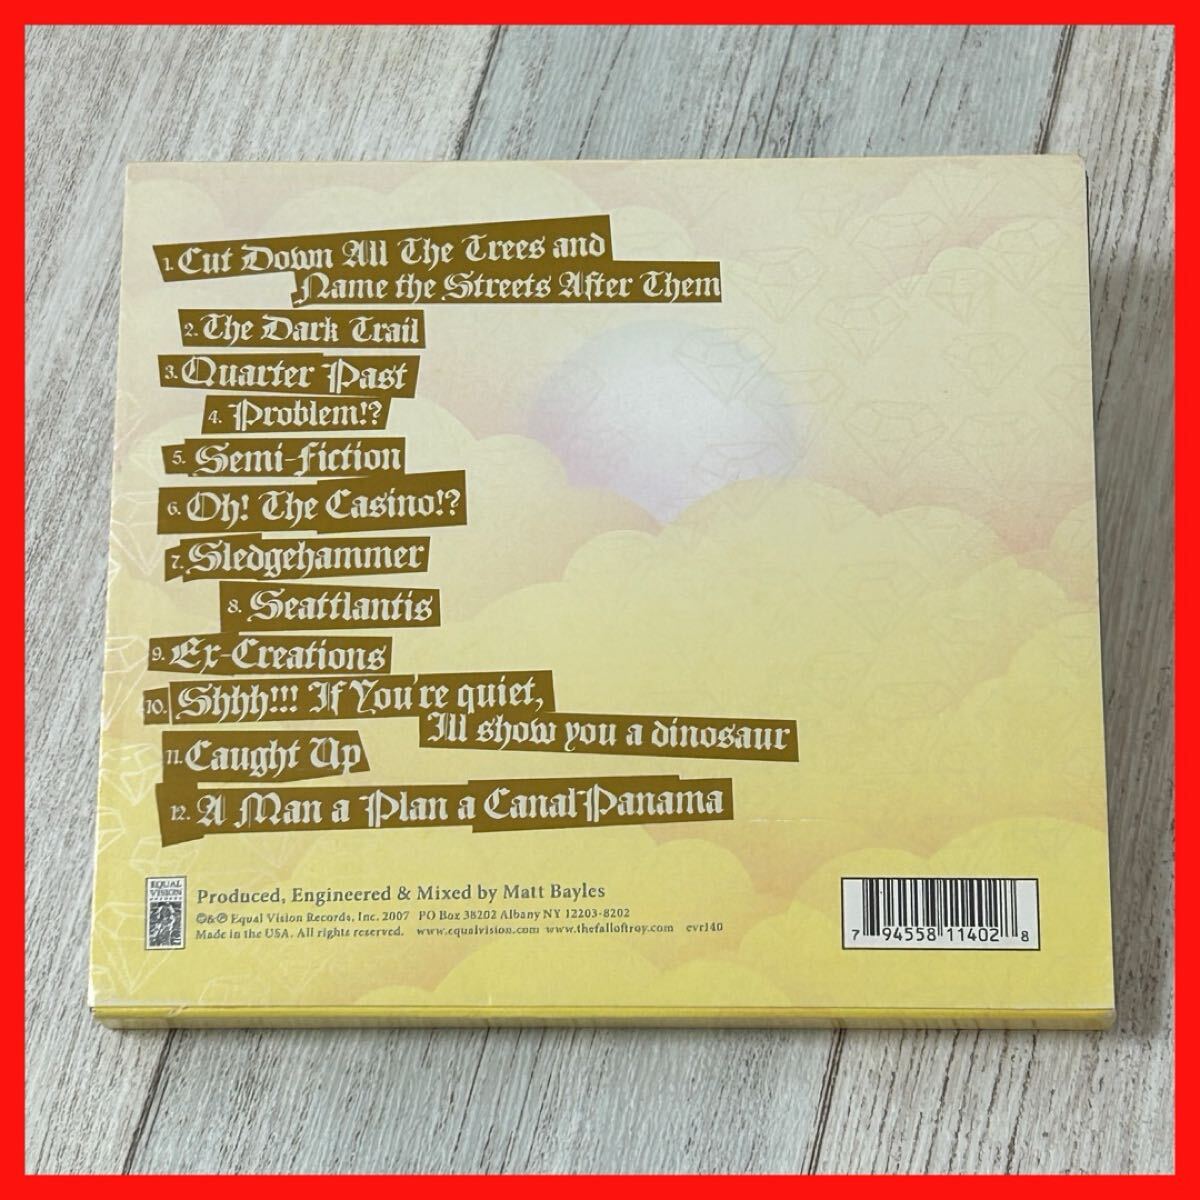 1. Cut Down All The Trees and
Name the Streets After Them
2. The Dark Trail
3. Quarter Past
4. Problem!?
5. Semi-Fiction
6. Oh! The Casino!?
7. Sledgehammer
8. Seattlantis
9. Ex-Creations
10. Shhh!!! If You're quiet,
Ill show you a dinosaur
11. Caught Up
12. A Man a Plan a Canal Panama
EQUAL
VISION
RECORDS
Produced, Engineered & Mixed by Matt Bayles
©&℗ Equal Vision Records, Inc. 2007 PO Box 38202 Albany NY 12203-8202
Made in the USA. All rights reserved. www.equalvision.com www.thefalloftroy.com evr140
7 94558 11402 8